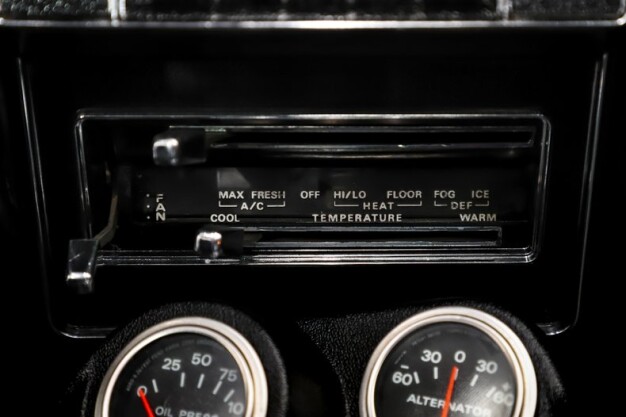 MAX FRESH OFF HI/LO FLOOR FOG ICE
A/C HEAT DEF
FAN
COOL TEMPERATURE WARM
0 25 50 75 10
OIL PRESS
60 30 0 30 60
ALTERNATOR